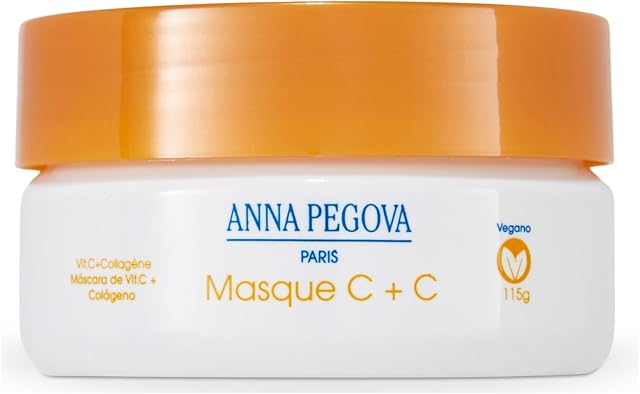 ANNA PEGOVA
PARIS
Masque C + C
Vit.C+Collagène
Máscara de Vit.C +
Colágeno
Vegano
115g